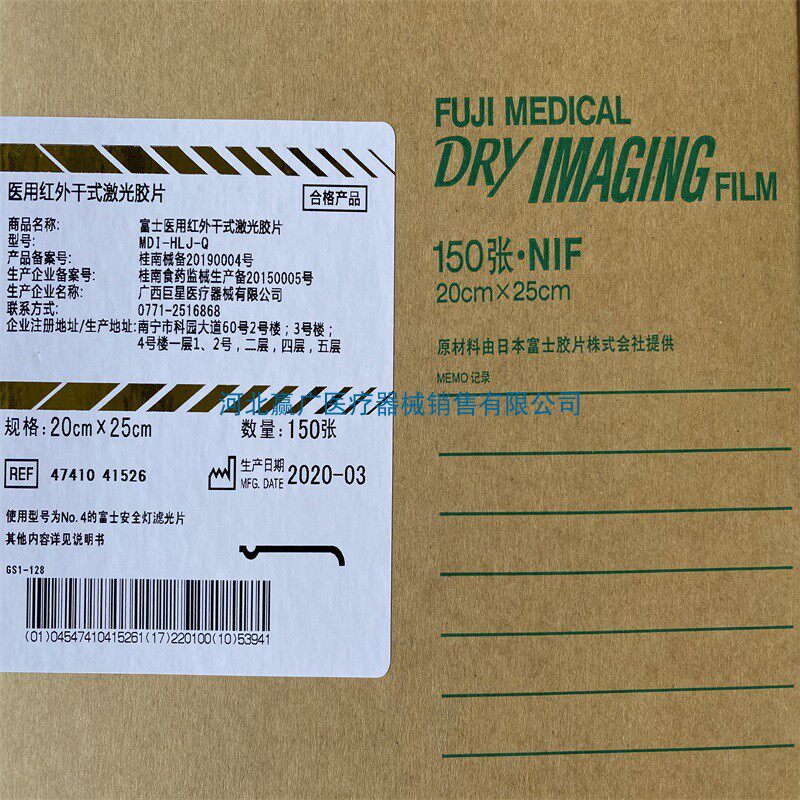 FUJI MEDICAL
DRY IMAGING FILM
150张·NIF
20cm×25cm
原材料由日本富士胶片株式会社提供
MEMO 记录
医用红外干式激光胶片
合格产品
商品名称: 富士医用红外干式激光胶片
型号: MDI-HLJ-Q
产品备案号: 桂南械备20190004号
生产企业备案号: 桂南食药监械生产备20150005号
生产企业名称: 广西巨星医疗器械有限公司
联系方式: 0771-2516868
企业注册地址/生产地址: 南宁市科园大道60号2号楼; 3号楼;
4号楼一层1、2号, 二层, 四层, 五层
河北赢广医疗器械销售有限公司
规格: 20cm×25cm 数量: 150张
REF 47410 41526
生产日期
MFG. DATE 2020-03
使用型号为No.4的富士安全灯滤光片
其他内容详见说明书
GS1-128
(01)04547410415261(17)220100(10)53941